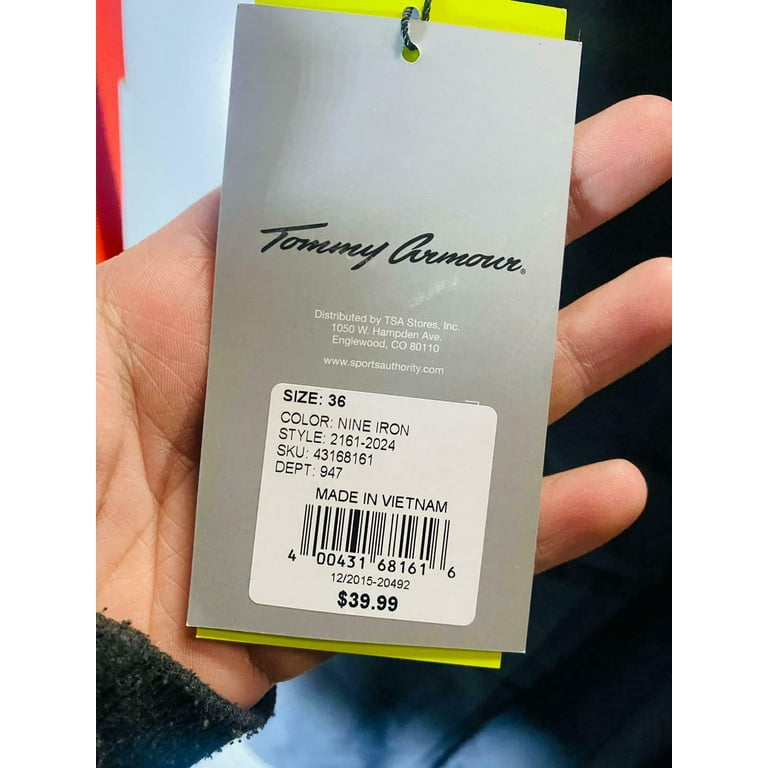 Tommy Armour®
Distributed by TSA Stores, Inc.
1050 W. Hampden Ave.
Englewood, CO 80110
www.sportsauthority.com
SIZE: 36
COLOR: NINE IRON
STYLE: 2161-2024
SKU: 43168161
DEPT: 947
MADE IN VIETNAM
4 00431 68161 6
12/2015-20492
$39.99